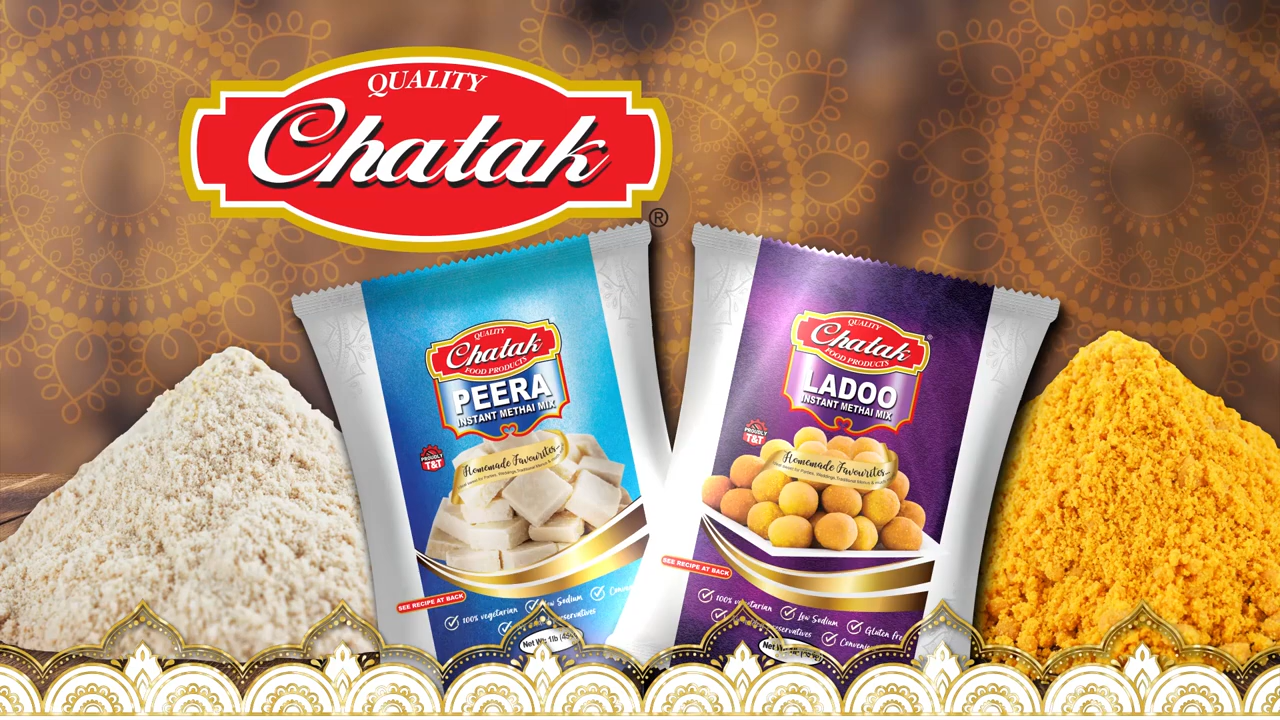 QUALITY
Chatak
®
QUALITY
Chatak
FOOD PRODUCTS
PEERA
INSTANT METHAI MIX
PROUDLY
T&T
Homemade Favourites
SEE RECIPE AT BACK
100% vegetarian
Low Sodium
Net Wt: 1lb
QUALITY
Chatak
FOOD PRODUCTS
LADOO
INSTANT METHAI MIX
PROUDLY
T&T
Homemade Favourites
SEE RECIPE AT BACK
100% vegetarian
Low Sodium
Gluten Fre